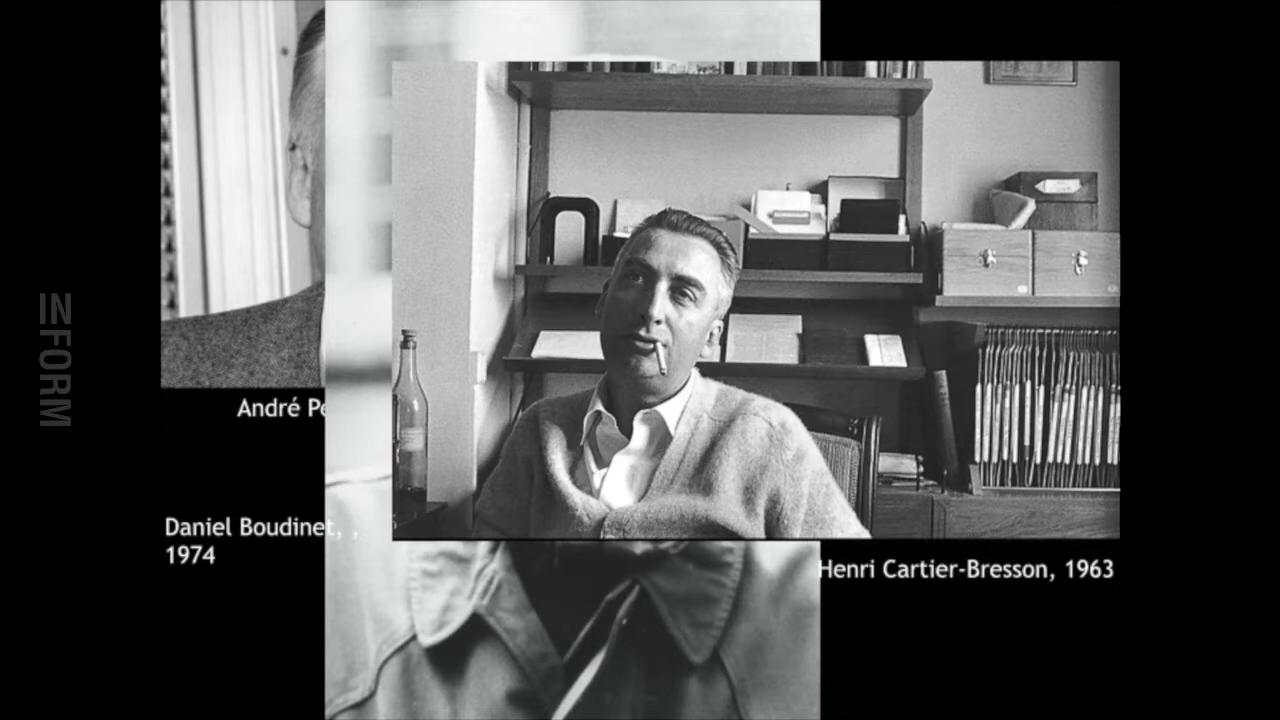 INFORM
André Pe
Daniel Boudinet, ,
1974
Henri Cartier-Bresson, 1963